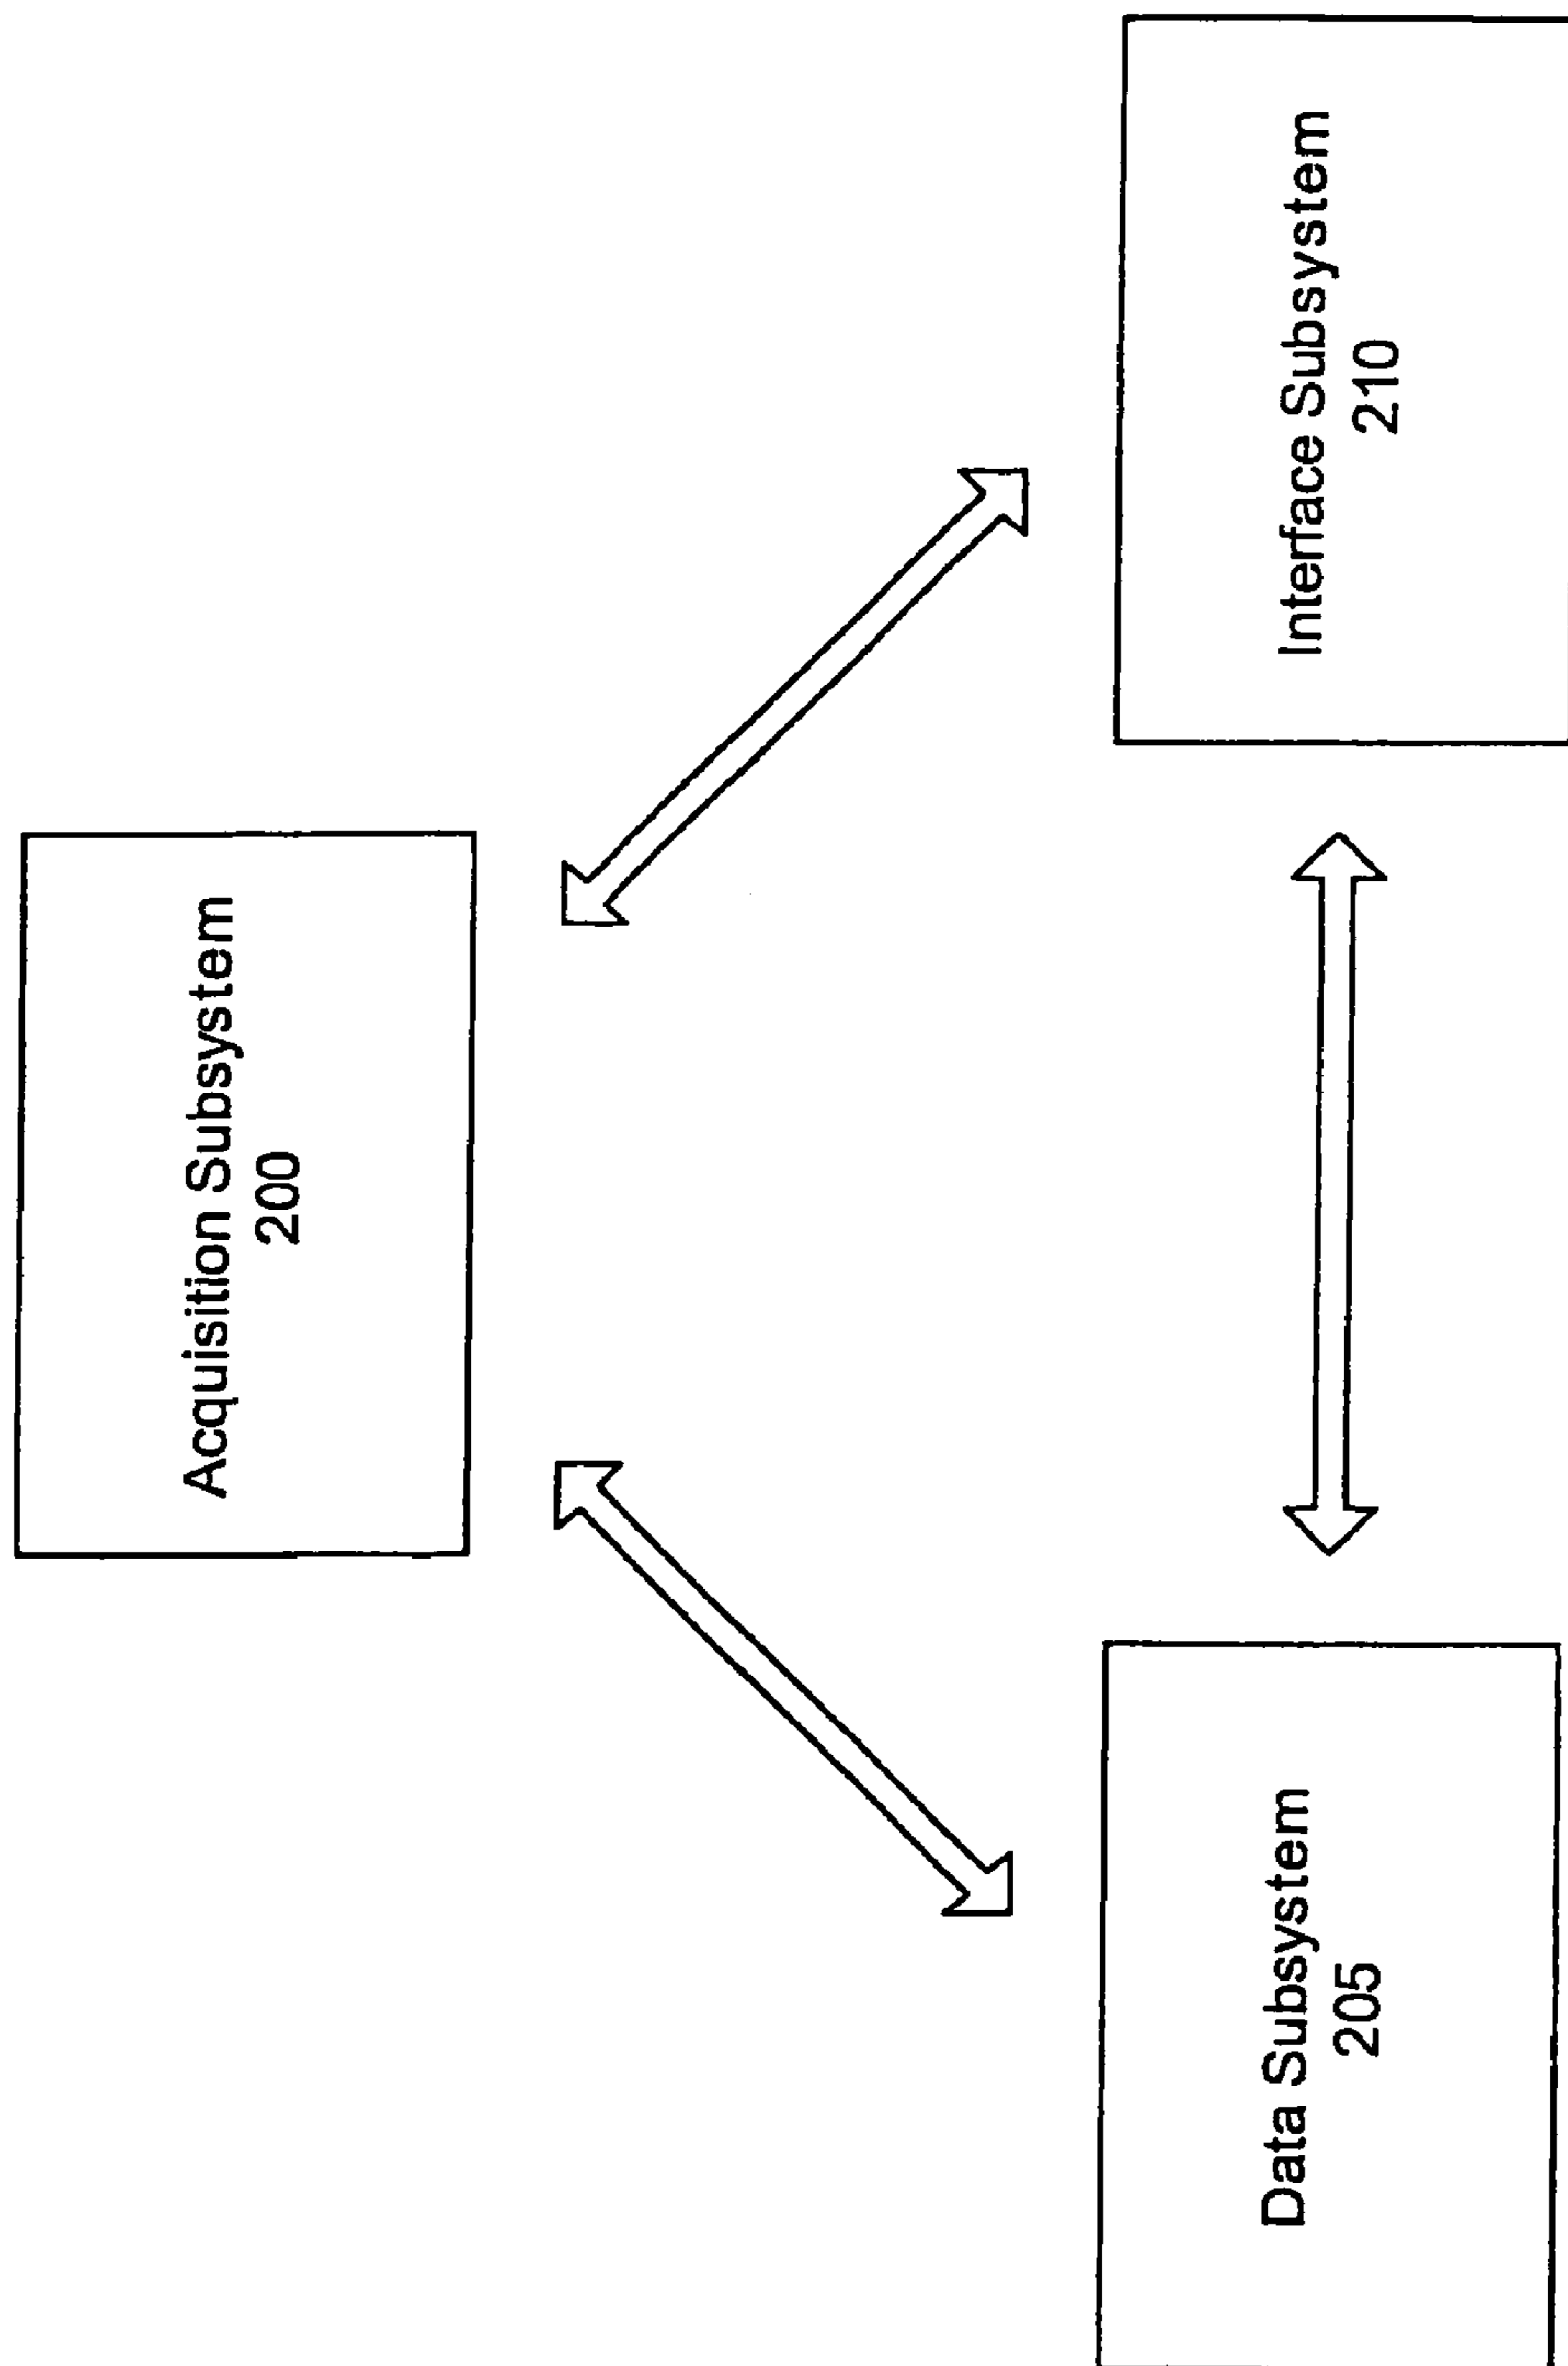 Acquisition Subsystem
200
Data Subsystem
205
Interface Subsystem
210